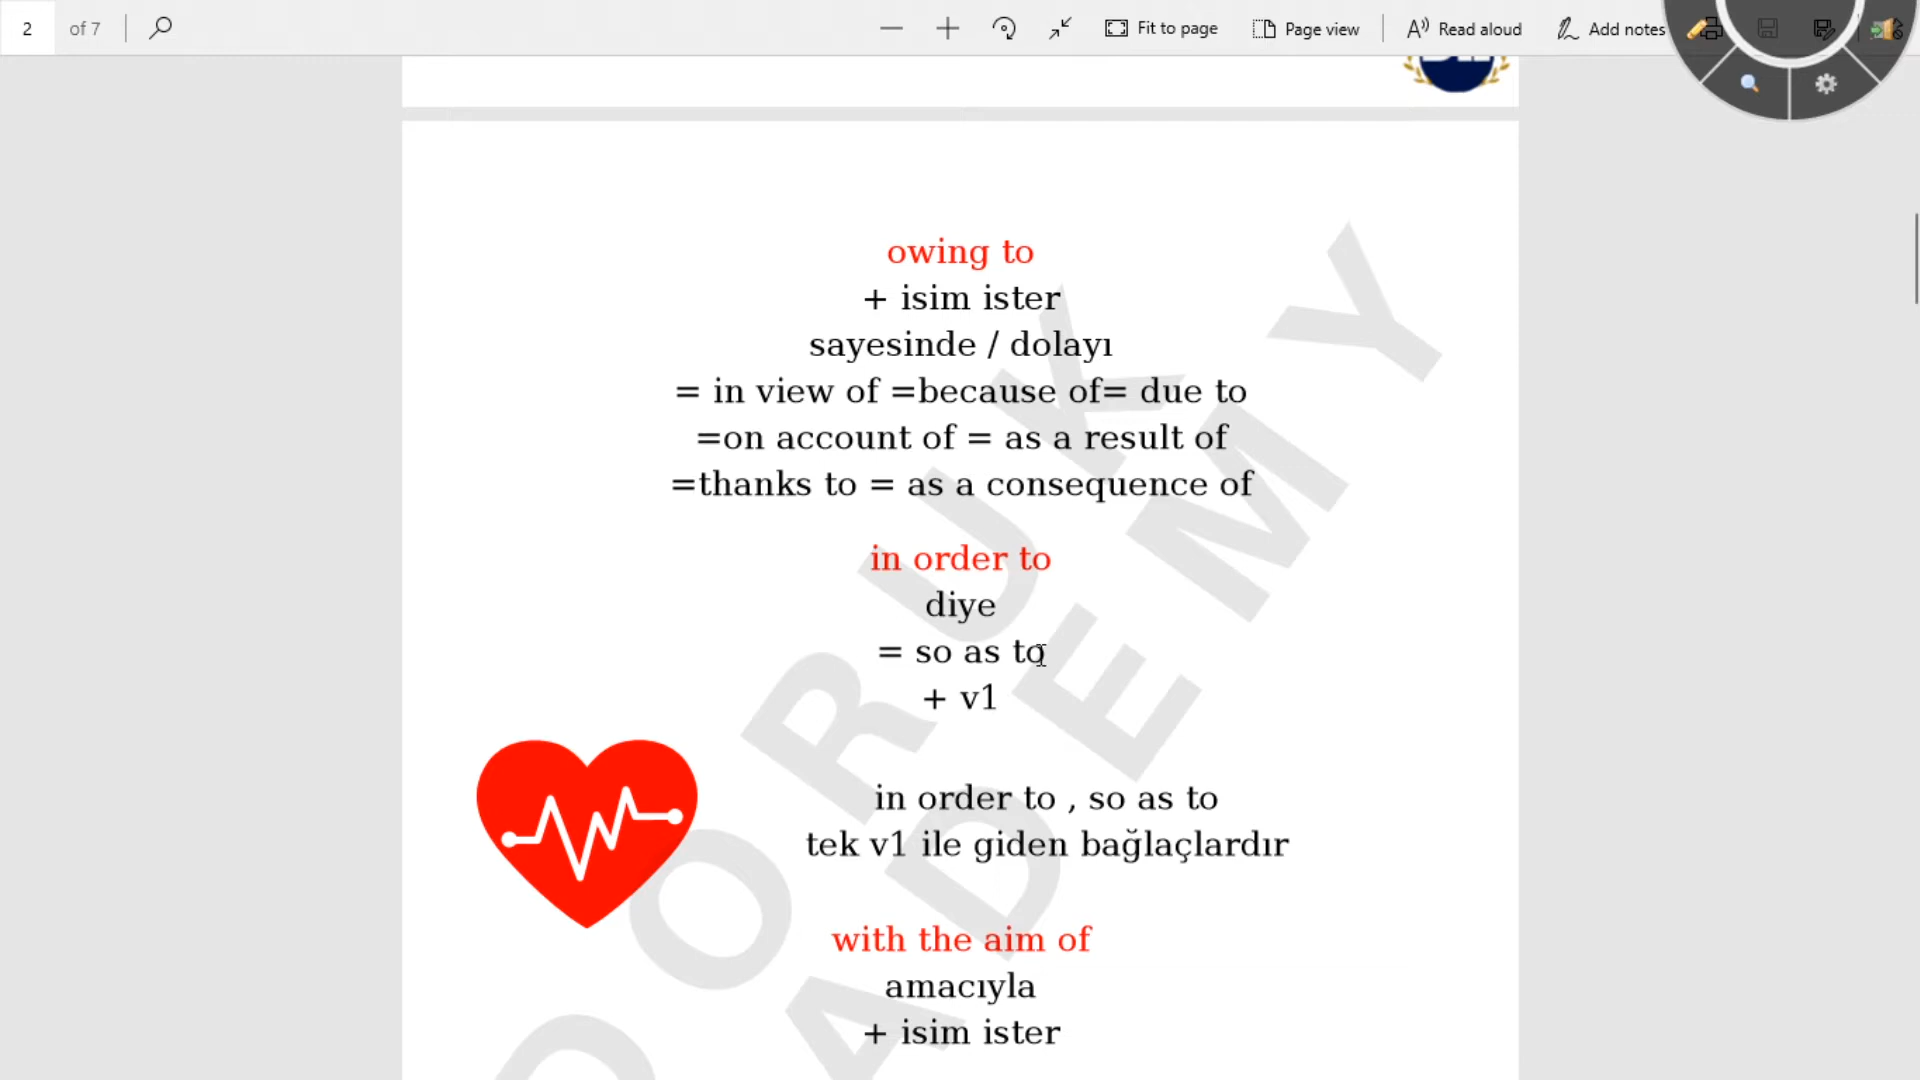 2 of 7 Fit to page Page view Read aloud Add notes
owing to
+ isim ister
sayesinde / dolayı
= in view of =because of= due to
=on account of = as a result of
=thanks to = as a consequence of
in order to
diye
= so as to
+ v1
in order to , so as to
tek v1 ile giden bağlaçlardır
with the aim of
amacıyla
+ isim ister
DORUK
ADEMY